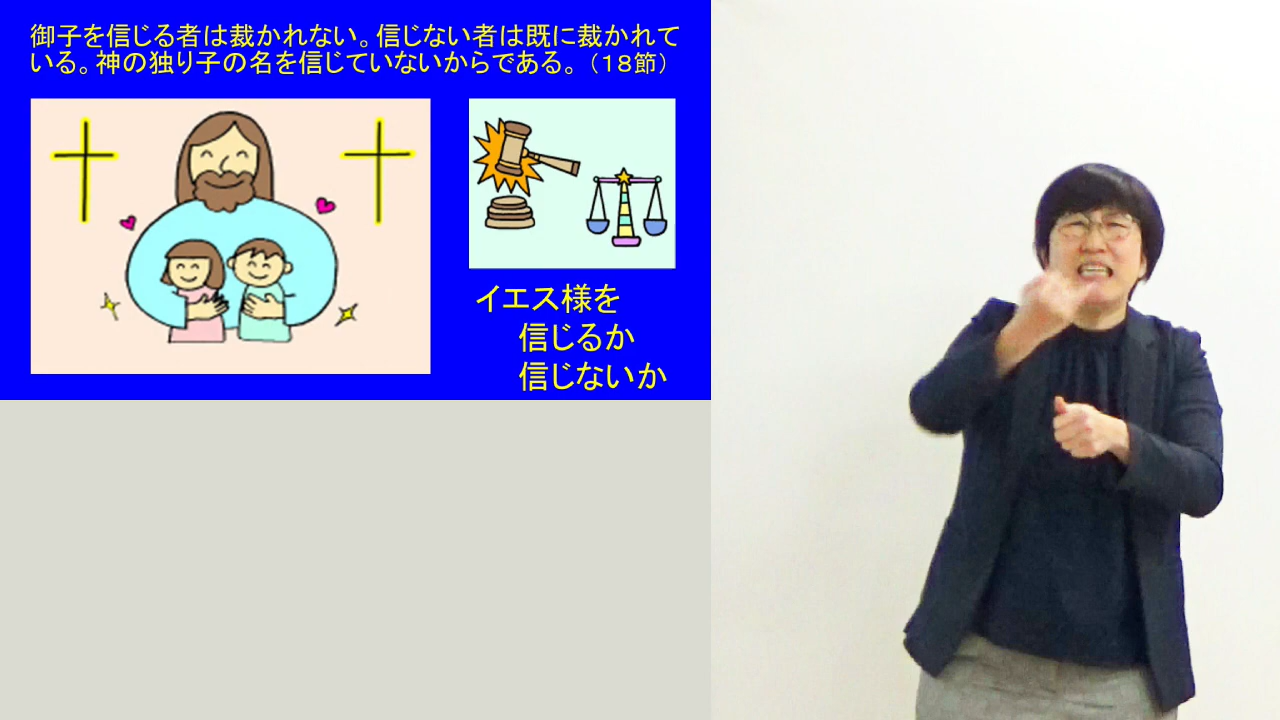 御子を信じる者は裁かれない。信じない者は既に裁かれて
いる。神の独り子の名を信じていないからである。（１８節）
イエス様を
信じるか
信じないか